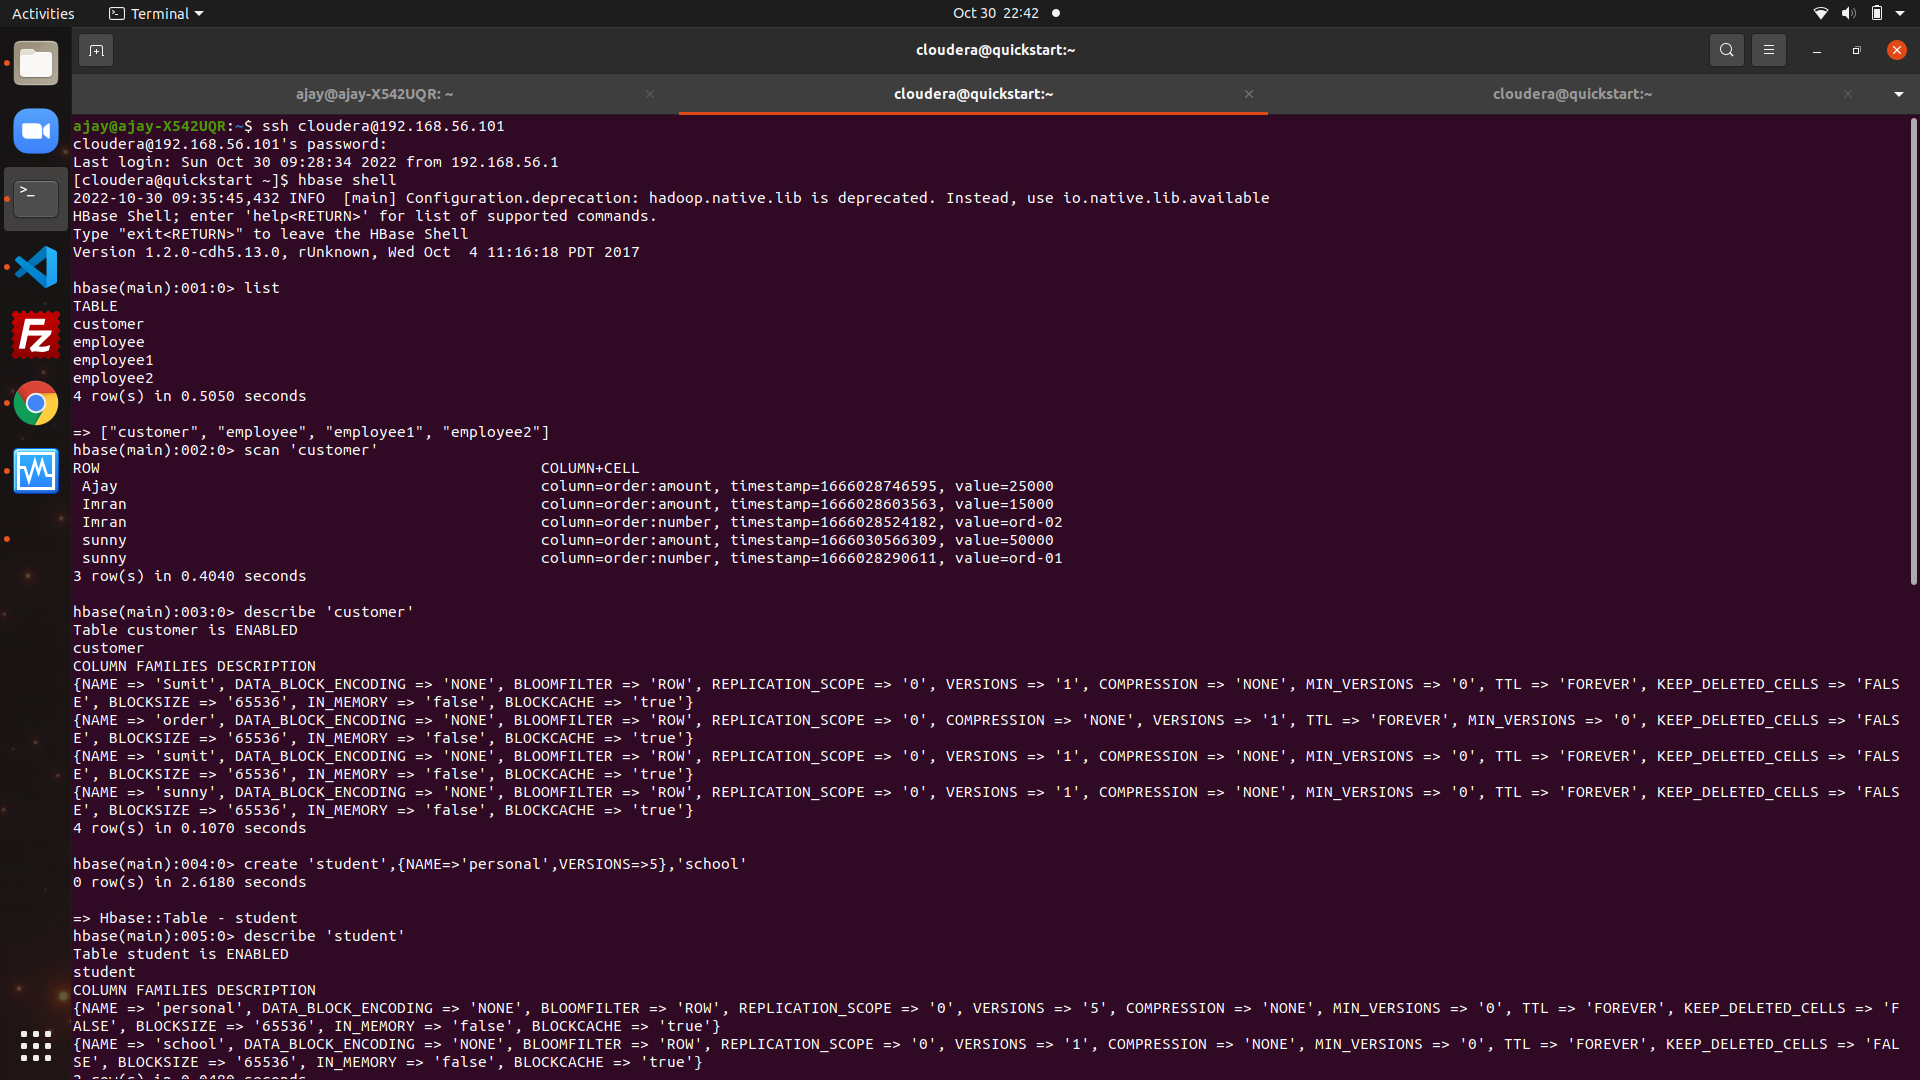 Activities
Terminal
Oct 30 22:42
cloudera@quickstart:~
ajay@ajay-X542UQR: ~
cloudera@quickstart:~
cloudera@quickstart:~
ajay@ajay-X542UQR:~$ ssh cloudera@192.168.56.101
cloudera@192.168.56.101's password:
Last login: Sun Oct 30 09:28:34 2022 from 192.168.56.1
[cloudera@quickstart ~]$ hbase shell
2022-10-30 09:35:45,432 INFO  [main] Configuration.deprecation: hadoop.native.lib is deprecated. Instead, use io.native.lib.available
HBase Shell; enter 'help<RETURN>' for list of supported commands.
Type "exit<RETURN>" to leave the HBase Shell
Version 1.2.0-cdh5.13.0, rUnknown, Wed Oct  4 11:16:18 PDT 2017
hbase(main):001:0> list
TABLE
customer
employee
employee1
employee2
4 row(s) in 0.5050 seconds
=> ["customer", "employee", "employee1", "employee2"]
hbase(main):002:0> scan 'customer'
ROW COLUMN+CELL
Ajay column=order:amount, timestamp=1666028746595, value=25000
Imran column=order:amount, timestamp=1666028603563, value=15000
Imran column=order:number, timestamp=1666028524182, value=ord-02
sunny column=order:amount, timestamp=1666030566309, value=50000
sunny column=order:number, timestamp=1666028290611, value=ord-01
3 row(s) in 0.4040 seconds
hbase(main):003:0> describe 'customer'
Table customer is ENABLED
customer
COLUMN FAMILIES DESCRIPTION
{NAME => 'Sumit', DATA_BLOCK_ENCODING => 'NONE', BLOOMFILTER => 'ROW', REPLICATION_SCOPE => '0', VERSIONS => '1', COMPRESSION => 'NONE', MIN_VERSIONS => '0', TTL => 'FOREVER', KEEP_DELETED_CELLS => 'FALS
E', BLOCKSIZE => '65536', IN_MEMORY => 'false', BLOCKCACHE => 'true'}
{NAME => 'order', DATA_BLOCK_ENCODING => 'NONE', BLOOMFILTER => 'ROW', REPLICATION_SCOPE => '0', COMPRESSION => 'NONE', VERSIONS => '1', TTL => 'FOREVER', MIN_VERSIONS => '0', KEEP_DELETED_CELLS => 'FALS
E', BLOCKSIZE => '65536', IN_MEMORY => 'false', BLOCKCACHE => 'true'}
{NAME => 'sumit', DATA_BLOCK_ENCODING => 'NONE', BLOOMFILTER => 'ROW', REPLICATION_SCOPE => '0', VERSIONS => '1', COMPRESSION => 'NONE', MIN_VERSIONS => '0', TTL => 'FOREVER', KEEP_DELETED_CELLS => 'FALS
E', BLOCKSIZE => '65536', IN_MEMORY => 'false', BLOCKCACHE => 'true'}
{NAME => 'sunny', DATA_BLOCK_ENCODING => 'NONE', BLOOMFILTER => 'ROW', REPLICATION_SCOPE => '0', VERSIONS => '1', COMPRESSION => 'NONE', MIN_VERSIONS => '0', TTL => 'FOREVER', KEEP_DELETED_CELLS => 'FALS
E', BLOCKSIZE => '65536', IN_MEMORY => 'false', BLOCKCACHE => 'true'}
4 row(s) in 0.1070 seconds
hbase(main):004:0> create 'student',{NAME=>'personal',VERSIONS=>5},'school'
0 row(s) in 2.6180 seconds
=> Hbase::Table - student
hbase(main):005:0> describe 'student'
Table student is ENABLED
student
COLUMN FAMILIES DESCRIPTION
{NAME => 'personal', DATA_BLOCK_ENCODING => 'NONE', BLOOMFILTER => 'ROW', REPLICATION_SCOPE => '0', VERSIONS => '5', COMPRESSION => 'NONE', MIN_VERSIONS => '0', TTL => 'FOREVER', KEEP_DELETED_CELLS => 'F
ALSE', BLOCKSIZE => '65536', IN_MEMORY => 'false', BLOCKCACHE => 'true'}
{NAME => 'school', DATA_BLOCK_ENCODING => 'NONE', BLOOMFILTER => 'ROW', REPLICATION_SCOPE => '0', VERSIONS => '1', COMPRESSION => 'NONE', MIN_VERSIONS => '0', TTL => 'FOREVER', KEEP_DELETED_CELLS => 'FAL
SE', BLOCKSIZE => '65536', IN_MEMORY => 'false', BLOCKCACHE => 'true'}